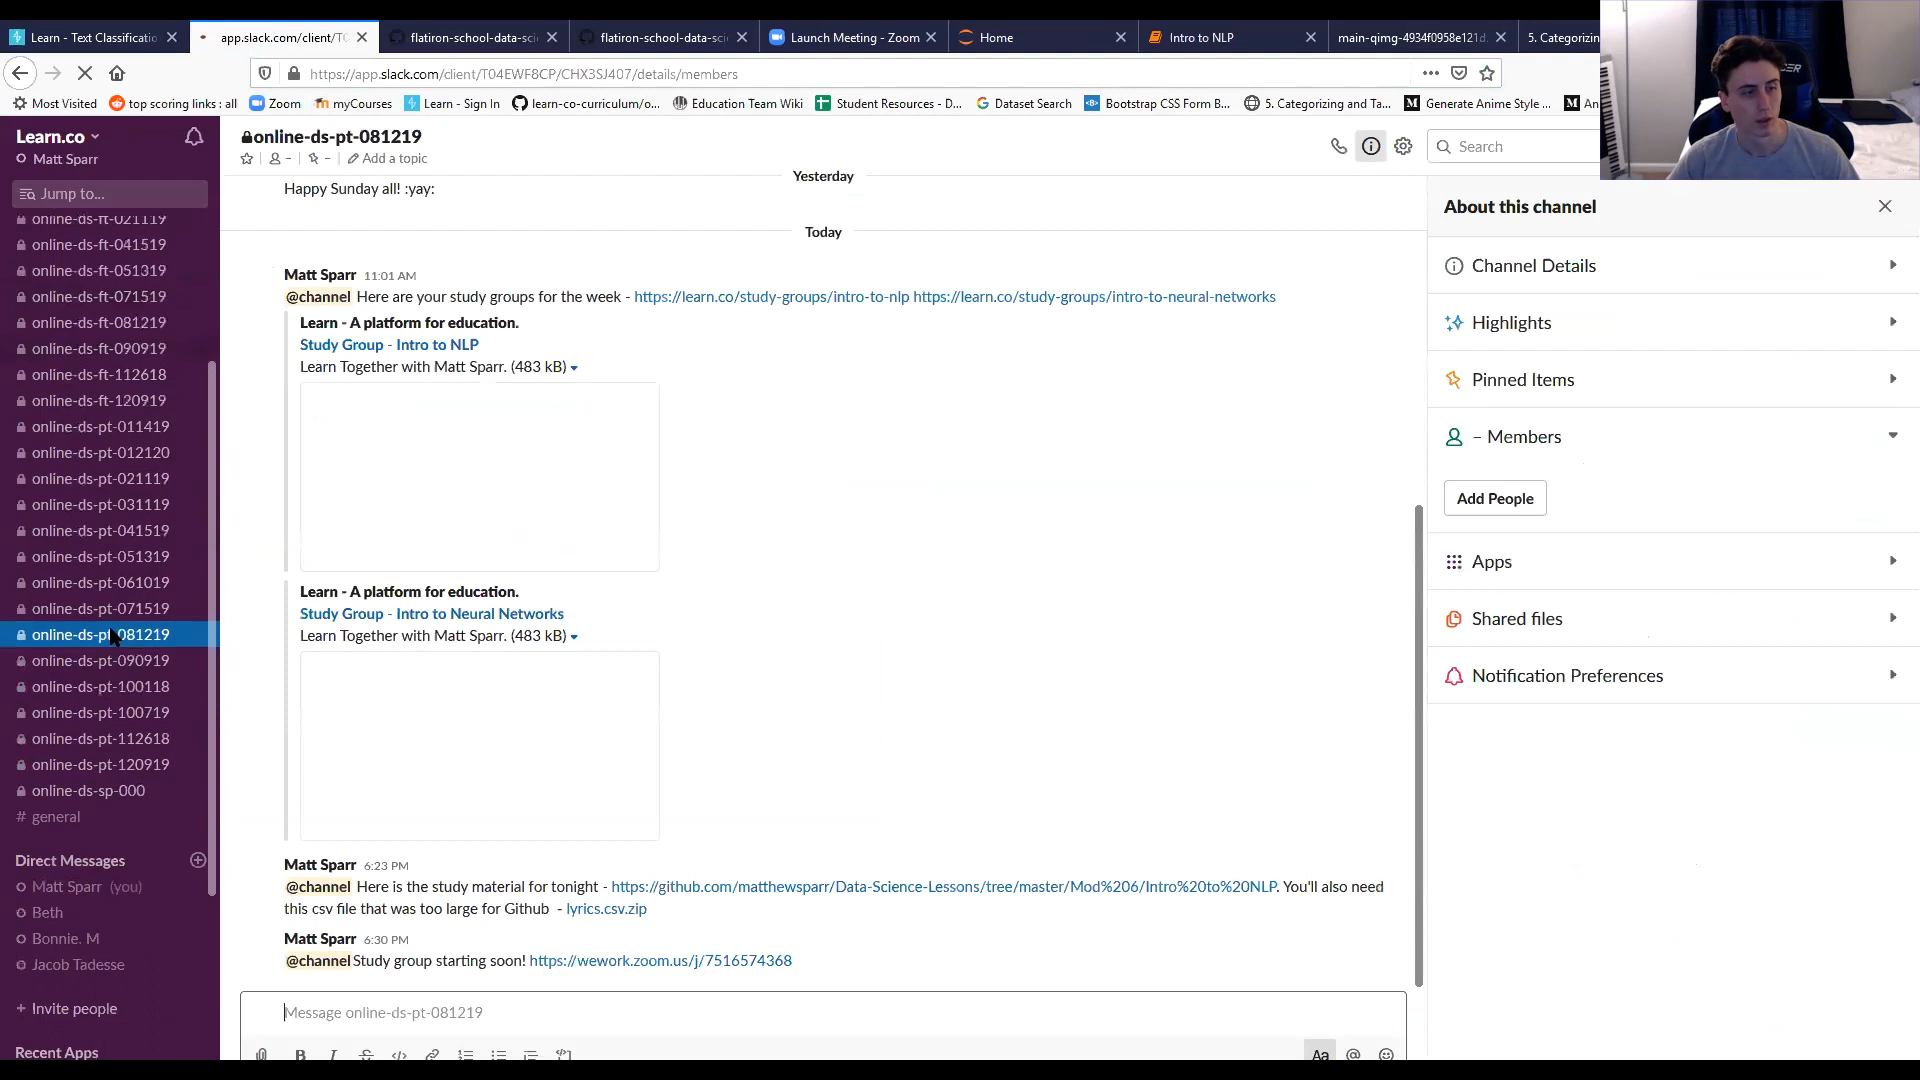 Learn - Text Classificatio
app.slack.com/client/T0
flatiron-school-data-sci
flatiron-school-data-sci
Launch Meeting - Zoom
Home
Intro to NLP
main-qimg-4934f0958e121d
5. Categorizin
https://app.slack.com/client/T04EWF8CP/CHX3SJ407/details/members
Most Visited
top scoring links : all
Zoom
myCourses
Learn - Sign In
learn-co-curriculum/o...
Education Team Wiki
Student Resources - D...
Dataset Search
Bootstrap CSS Form B...
5. Categorizing and Ta...
Generate Anime Style ...
An
Learn.co
Matt Sparr
Jump to...
online-ds-ft-021119
online-ds-ft-041519
online-ds-ft-051319
online-ds-ft-071519
online-ds-ft-081219
online-ds-ft-090919
online-ds-ft-112618
online-ds-ft-120919
online-ds-pt-011419
online-ds-pt-012120
online-ds-pt-021119
online-ds-pt-031119
online-ds-pt-041519
online-ds-pt-051319
online-ds-pt-061019
online-ds-pt-071519
online-ds-pt-081219
online-ds-pt-090919
online-ds-pt-100118
online-ds-pt-100719
online-ds-pt-112618
online-ds-pt-120919
online-ds-sp-000
# general
Direct Messages
Matt Sparr (you)
Beth
Bonnie. M
Jacob Tadesse
+ Invite people
Recent Apps
online-ds-pt-081219
– – Add a topic
Search
Yesterday
Happy Sunday all! :yay:
Today
Matt Sparr 11:01 AM
@channel Here are your study groups for the week - https://learn.co/study-groups/intro-to-nlp https://learn.co/study-groups/intro-to-neural-networks
Learn - A platform for education.
Study Group - Intro to NLP
Learn Together with Matt Sparr. (483 kB)
Learn - A platform for education.
Study Group - Intro to Neural Networks
Learn Together with Matt Sparr. (483 kB)
Matt Sparr 6:23 PM
@channel Here is the study material for tonight - https://github.com/matthewsparr/Data-Science-Lessons/tree/master/Mod%206/Intro%20to%20NLP. You'll also need
this csv file that was too large for Github - lyrics.csv.zip
Matt Sparr 6:30 PM
@channel Study group starting soon! https://wework.zoom.us/j/7516574368
Message online-ds-pt-081219
B I Aa @
About this channel
Channel Details
Highlights
Pinned Items
– Members
Add People
Apps
Shared files
Notification Preferences